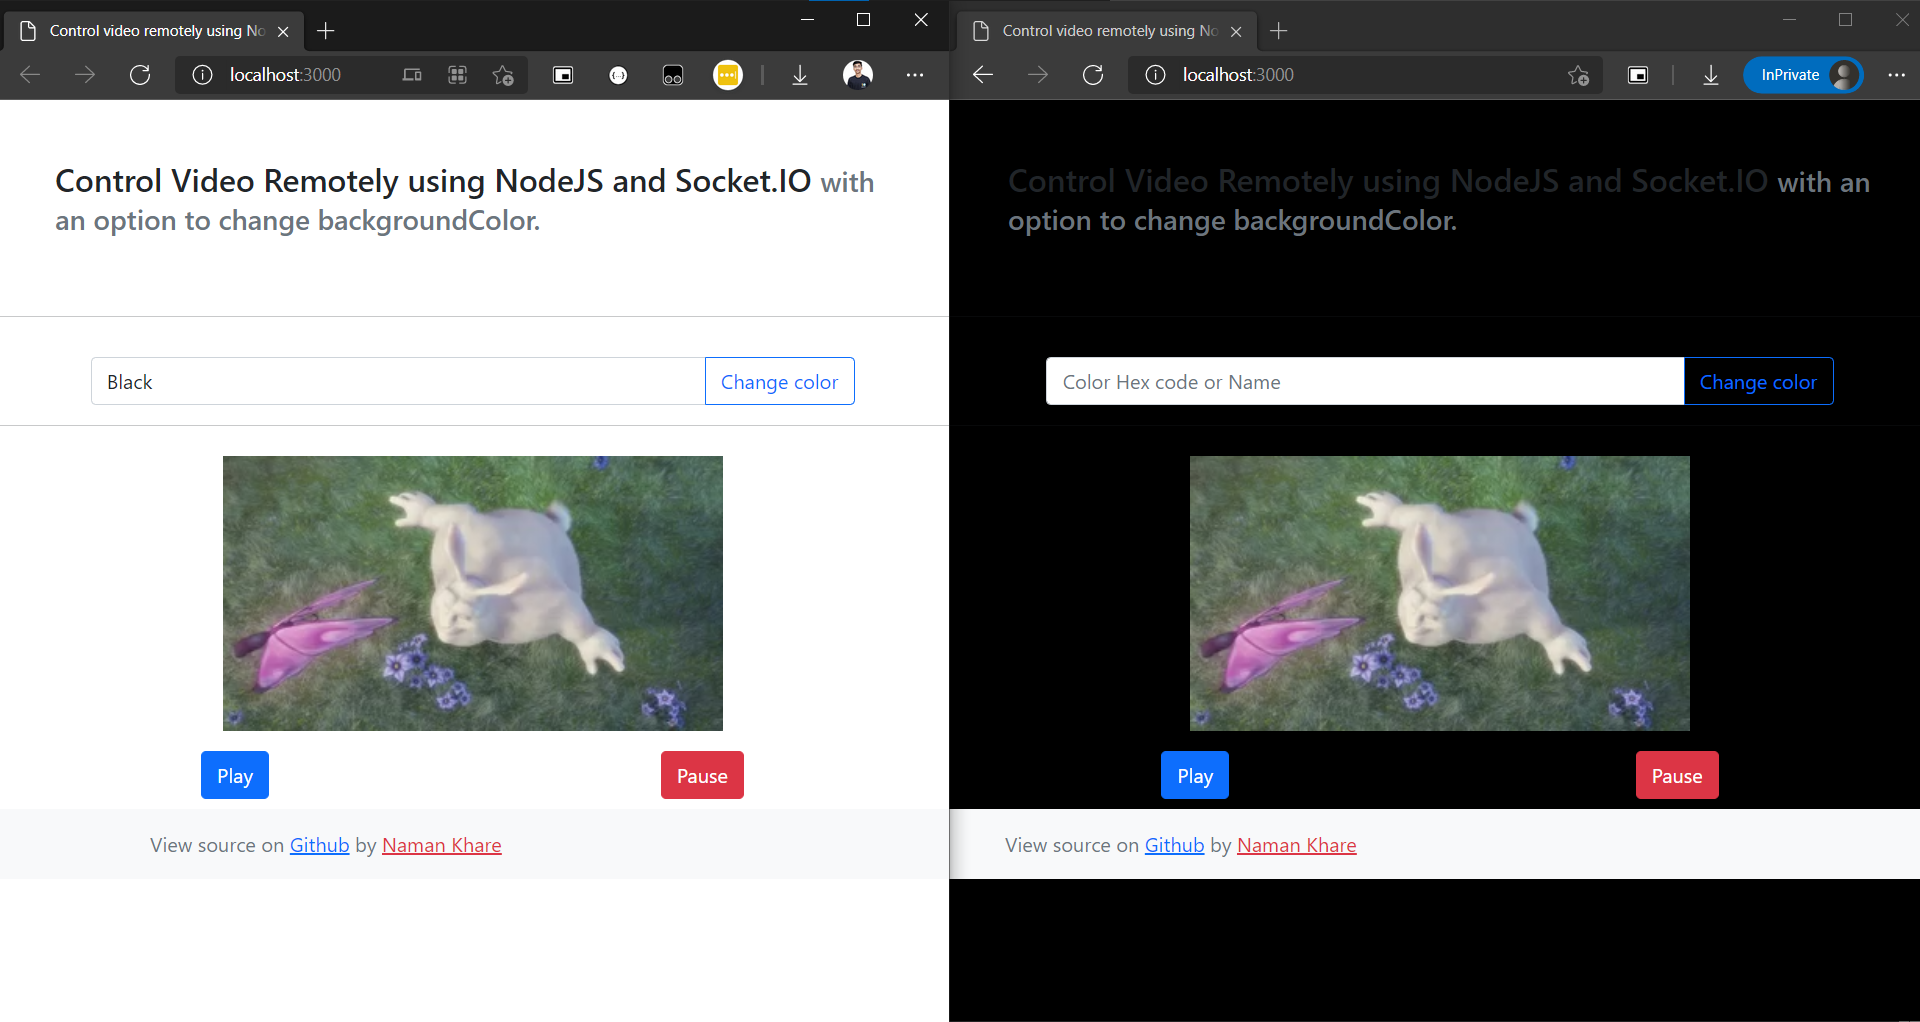 Control video remotely using No
localhost:3000
Control Video Remotely using NodeJS and Socket.IO with
an option to change backgroundColor.
Black
Change color
Play
Pause
View source on Github by Naman Khare
Control video remotely using No
localhost:3000
InPrivate
Control Video Remotely using NodeJS and Socket.IO with an
option to change backgroundColor.
Color Hex code or Name
Change color
Play
Pause
View source on Github by Naman Khare